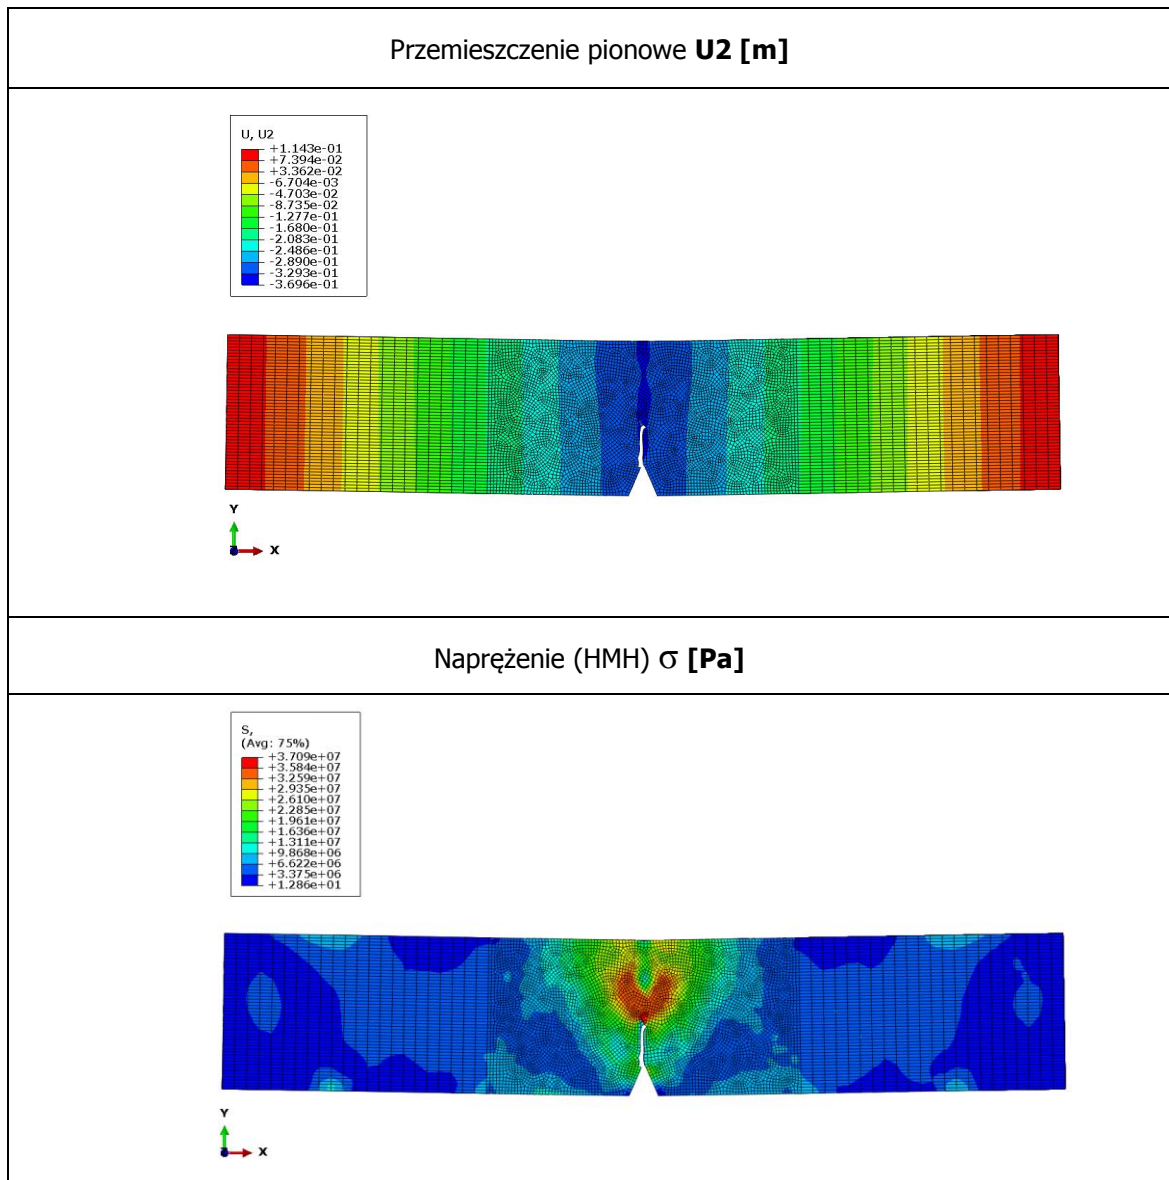 Przemieszczenie pionowe U2 [m]
U, U2
+1.143e-01
+7.394e-02
+3.362e-02
-6.704e-03
-4.703e-02
-8.735e-02
-1.277e-01
-1.680e-01
-2.083e-01
-2.486e-01
-2.890e-01
-3.293e-01
-3.696e-01
Y
X
Naprężenie (HMH) σ [Pa]
S,
(Avg: 75%)
+3.709e+07
+3.584e+07
+3.259e+07
+2.935e+07
+2.610e+07
+2.285e+07
+1.961e+07
+1.636e+07
+1.311e+07
+9.868e+06
+6.622e+06
+3.375e+06
+1.286e+01
Y
X